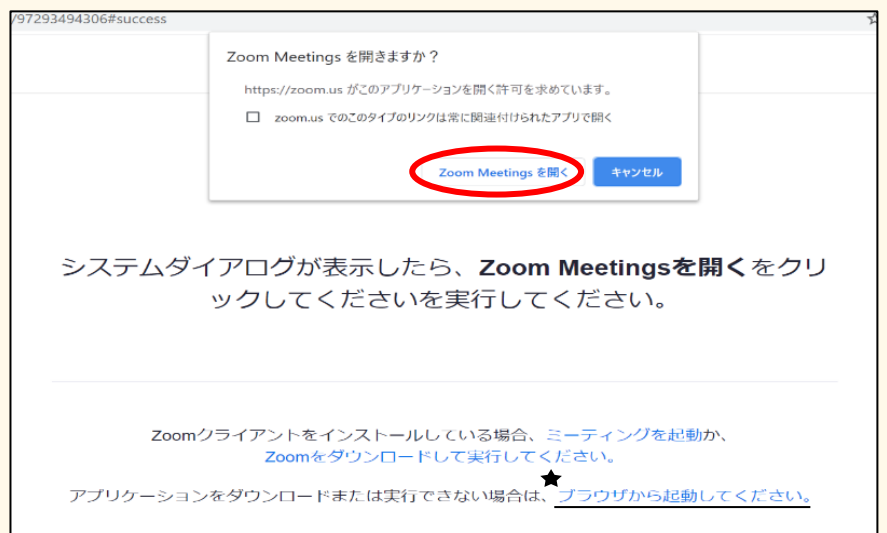 /97293494306#success
Zoom Meetings を開きますか？
https://zoom.us がこのアプリケーションを開く許可を求めています。
zoom.us でのこのタイプのリンクは常に関連付けられたアプリで開く
Zoom Meetings を開く
キャンセル
システムダイアログが表示したら、Zoom Meetingsを開くをクリ
ックしてくださいを実行してください。
Zoomクライアントをインストールしている場合、ミーティングを起動か、
Zoomをダウンロードして実行してください。
★
アプリケーションをダウンロードまたは実行できない場合は、ブラウザから起動してください。